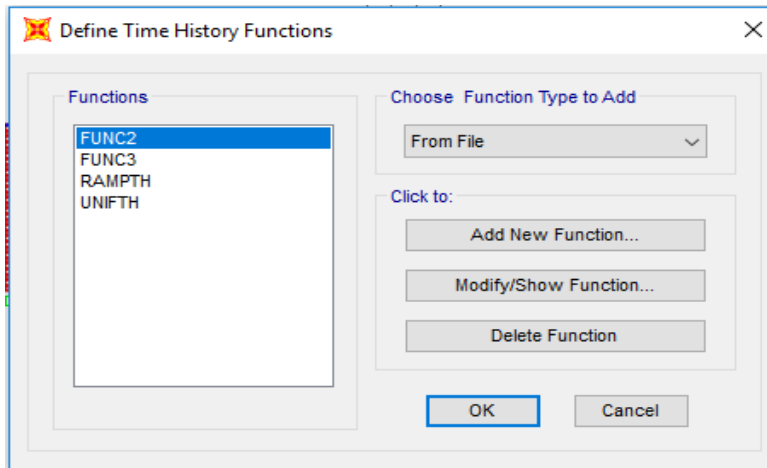 Define Time History Functions
Functions
FUNC2
FUNC3
RAMPTH
UNIFTH
Choose Function Type to Add
From File
Click to:
Add New Function...
Modify/Show Function...
Delete Function
OK
Cancel